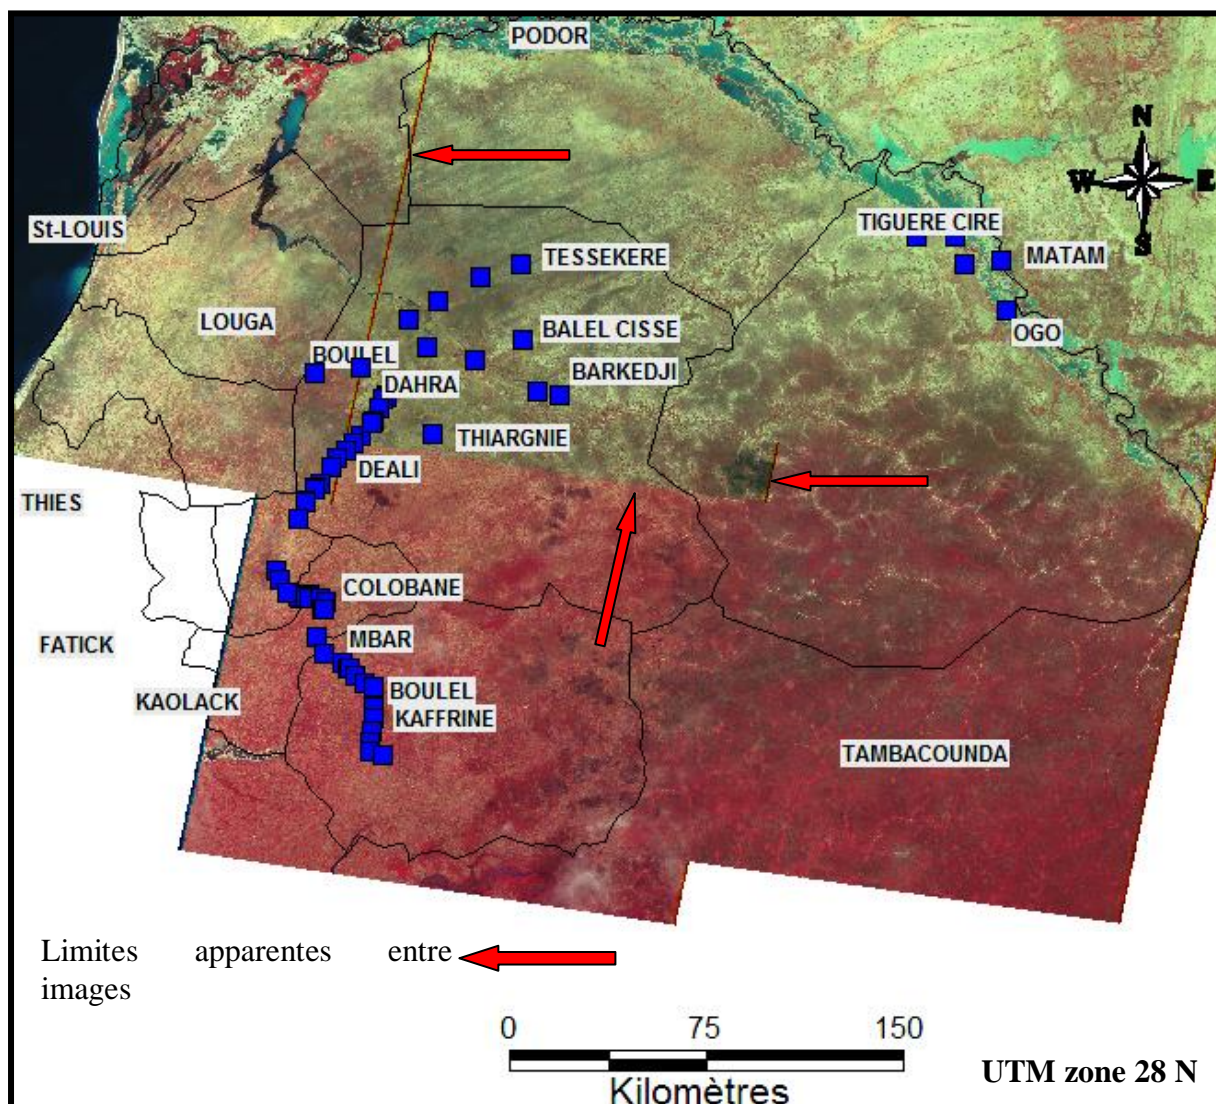 PODOR
N
W
E
S
TIGUERE CIRE
St-LOUIS
TESSEKERE
MATAM
LOUGA
BALEL CISSE
OGO
BOULEL
BARKEDJI
DAHRA
THIARGNIE
DEALI
THIES
COLOBANE
MBAR
FATICK
BOULEL
KAOLACK
KAFFRINE
TAMBACOUNDA
Limites apparentes entre
images
0 75 150
Kilomètres
UTM zone 28 N